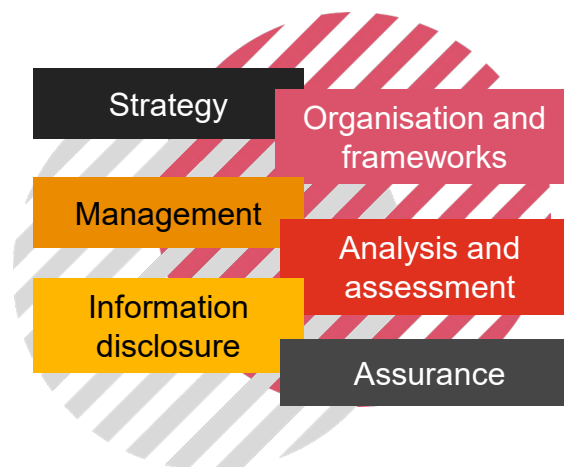 Strategy
Organisation and
frameworks
Management
Analysis and
assessment
Information
disclosure
Assurance